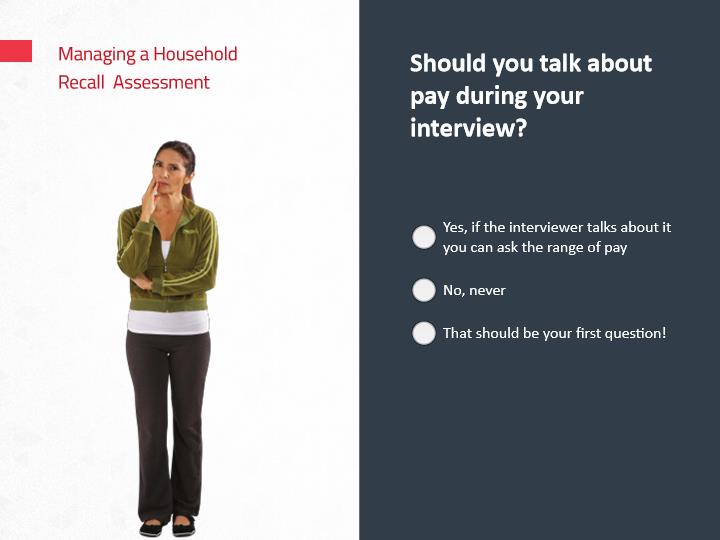 Managing a Household
Recall Assessment
Should you talk about
pay during your
interview?
Yes, if the interviewer talks about it
you can ask the range of pay
No, never
That should be your first question!